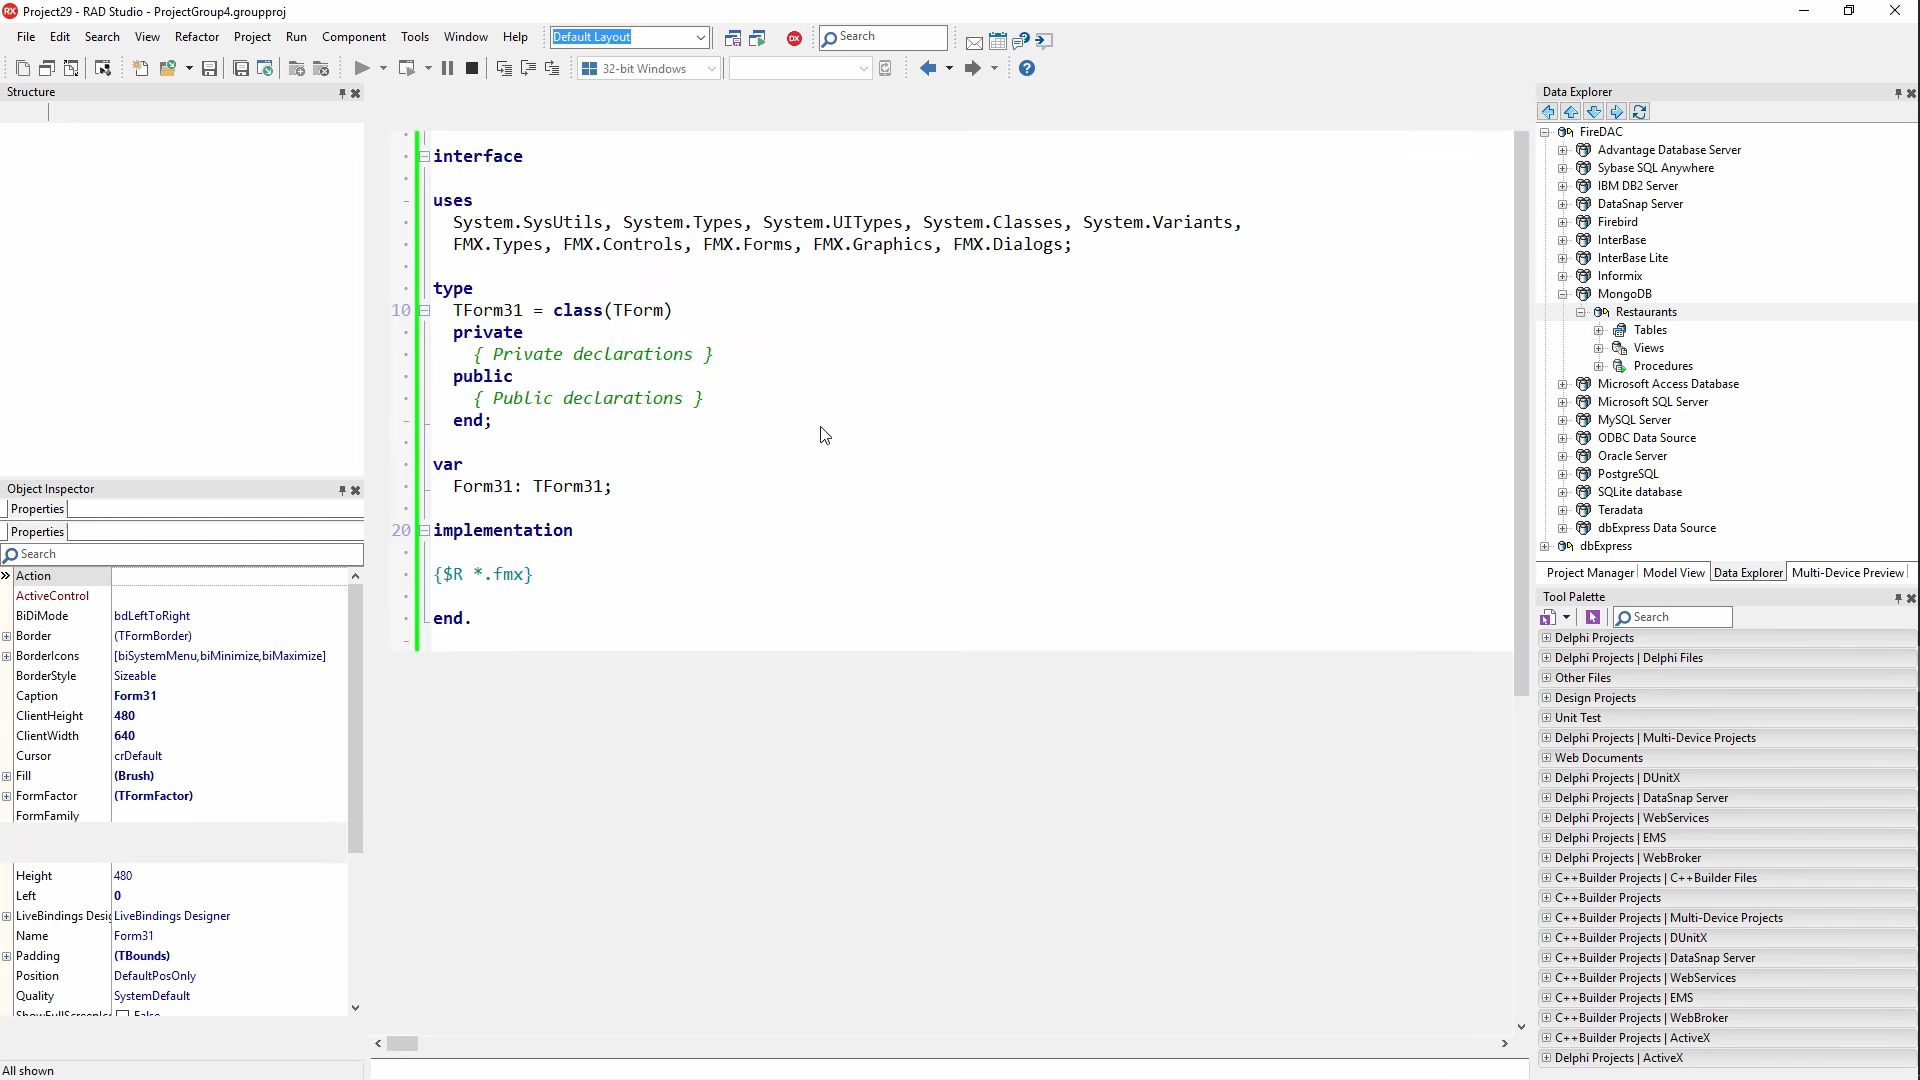 Project29 - RAD Studio - ProjectGroup4.groupproj
File Edit Search View Refactor Project Run Component Tools Window Help Default Layout Search
32-bit Windows
Structure
interface
uses
System.SysUtils, System.Types, System.UITypes, System.Classes, System.Variants,
FMX.Types, FMX.Controls, FMX.Forms, FMX.Graphics, FMX.Dialogs;
type
10 TForm31 = class(TForm)
private
{ Private declarations }
public
{ Public declarations }
end;
var
Form31: TForm31;
20 implementation
{$R *.fmx}
end.
Object Inspector
Properties
Properties
Search
Action
ActiveControl
BiDiMode bdLeftToRight
Border (TFormBorder)
BorderIcons [biSystemMenu,biMinimize,biMaximize]
BorderStyle Sizeable
Caption Form31
ClientHeight 480
ClientWidth 640
Cursor crDefault
Fill (Brush)
FormFactor (TFormFactor)
FormFamily
Height 480
Left 0
LiveBindings Desig LiveBindings Designer
Name Form31
Padding (TBounds)
Position DefaultPosOnly
Quality SystemDefault
False
All shown
Data Explorer
FireDAC
Advantage Database Server
Sybase SQL Anywhere
IBM DB2 Server
DataSnap Server
Firebird
InterBase
InterBase Lite
Informix
MongoDB
Restaurants
Tables
Views
Procedures
Microsoft Access Database
Microsoft SQL Server
MySQL Server
ODBC Data Source
Oracle Server
PostgreSQL
SQLite database
Teradata
dbExpress Data Source
dbExpress
Project Manager Model View Data Explorer Multi-Device Preview
Tool Palette
Search
Delphi Projects
Delphi Projects | Delphi Files
Other Files
Design Projects
Unit Test
Delphi Projects | Multi-Device Projects
Web Documents
Delphi Projects | DUnitX
Delphi Projects | DataSnap Server
Delphi Projects | WebServices
Delphi Projects | EMS
Delphi Projects | WebBroker
C++Builder Projects | C++Builder Files
C++Builder Projects
C++Builder Projects | Multi-Device Projects
C++Builder Projects | DUnitX
C++Builder Projects | DataSnap Server
C++Builder Projects | WebServices
C++Builder Projects | EMS
C++Builder Projects | WebBroker
C++Builder Projects | ActiveX
Delphi Projects | ActiveX